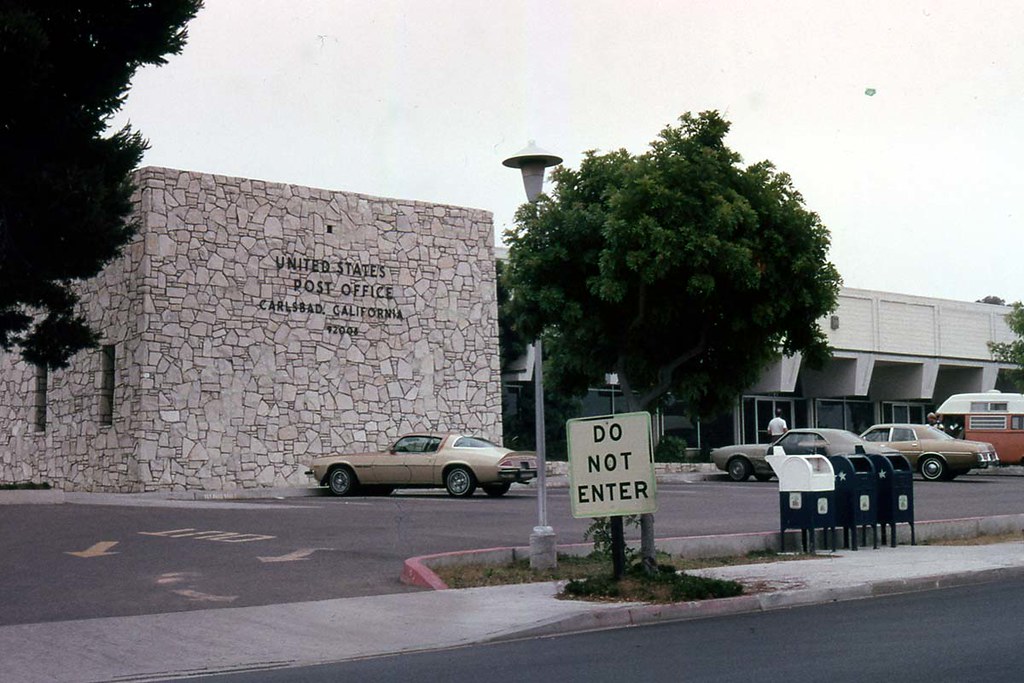 UNITED STATES
POST OFFICE
CARLSBAD, CALIFORNIA
92008
DO
NOT
ENTER